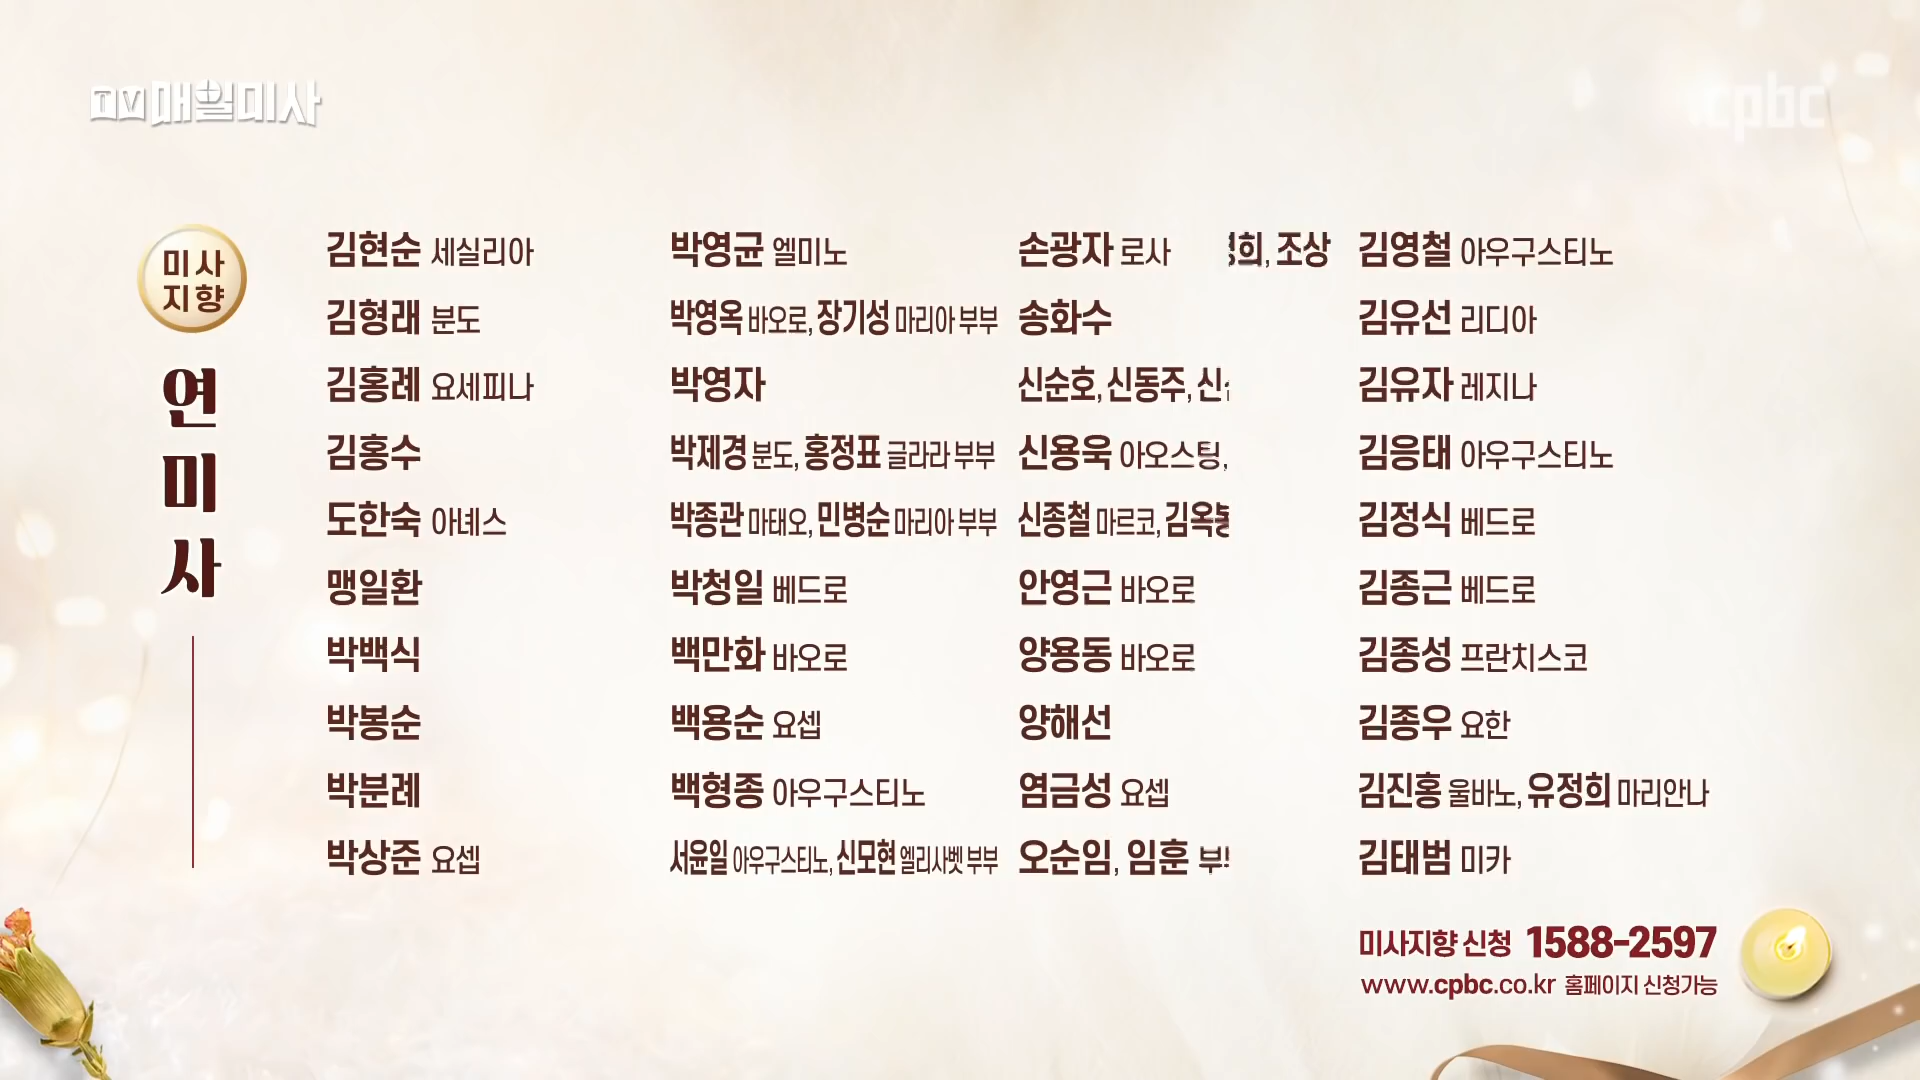 TV매일미사
cpbc
미사
지향
연미사
김현순 세실리아
김형래 분도
김홍례 요세피나
김홍수
도한숙 아녜스
맹일환
박백식
박봉순
박분례
박상준 요셉
박영균 엘미노
박영옥 바오로, 장기성 마리아 부부
박영자
박제경 분도, 홍정표 글라라 부부
박종관 마태오, 민병순 마리아 부부
박청일 베드로
백만화 바오로
백용순 요셉
백형종 아우구스티노
서윤일 아우구스티노, 신모현 엘리사벳 부부
손광자 로사 조상
송화수
신순호, 신동주,
신용욱 아오스팅,
신종철 마르코,
안영근 바오로
양용동 바오로
양해선
염금성 요셉
오순임, 임훈
김영철 아우구스티노
김유선 리디아
김유자 레지나
김응태 아우구스티노
김정식 베드로
김종근 베드로
김종성 프란치스코
김종우 요한
김진홍 울바노, 유정희 마리안나
김태범 미카
미사지향 신청 1588-2597
www.cpbc.co.kr 홈페이지 신청가능